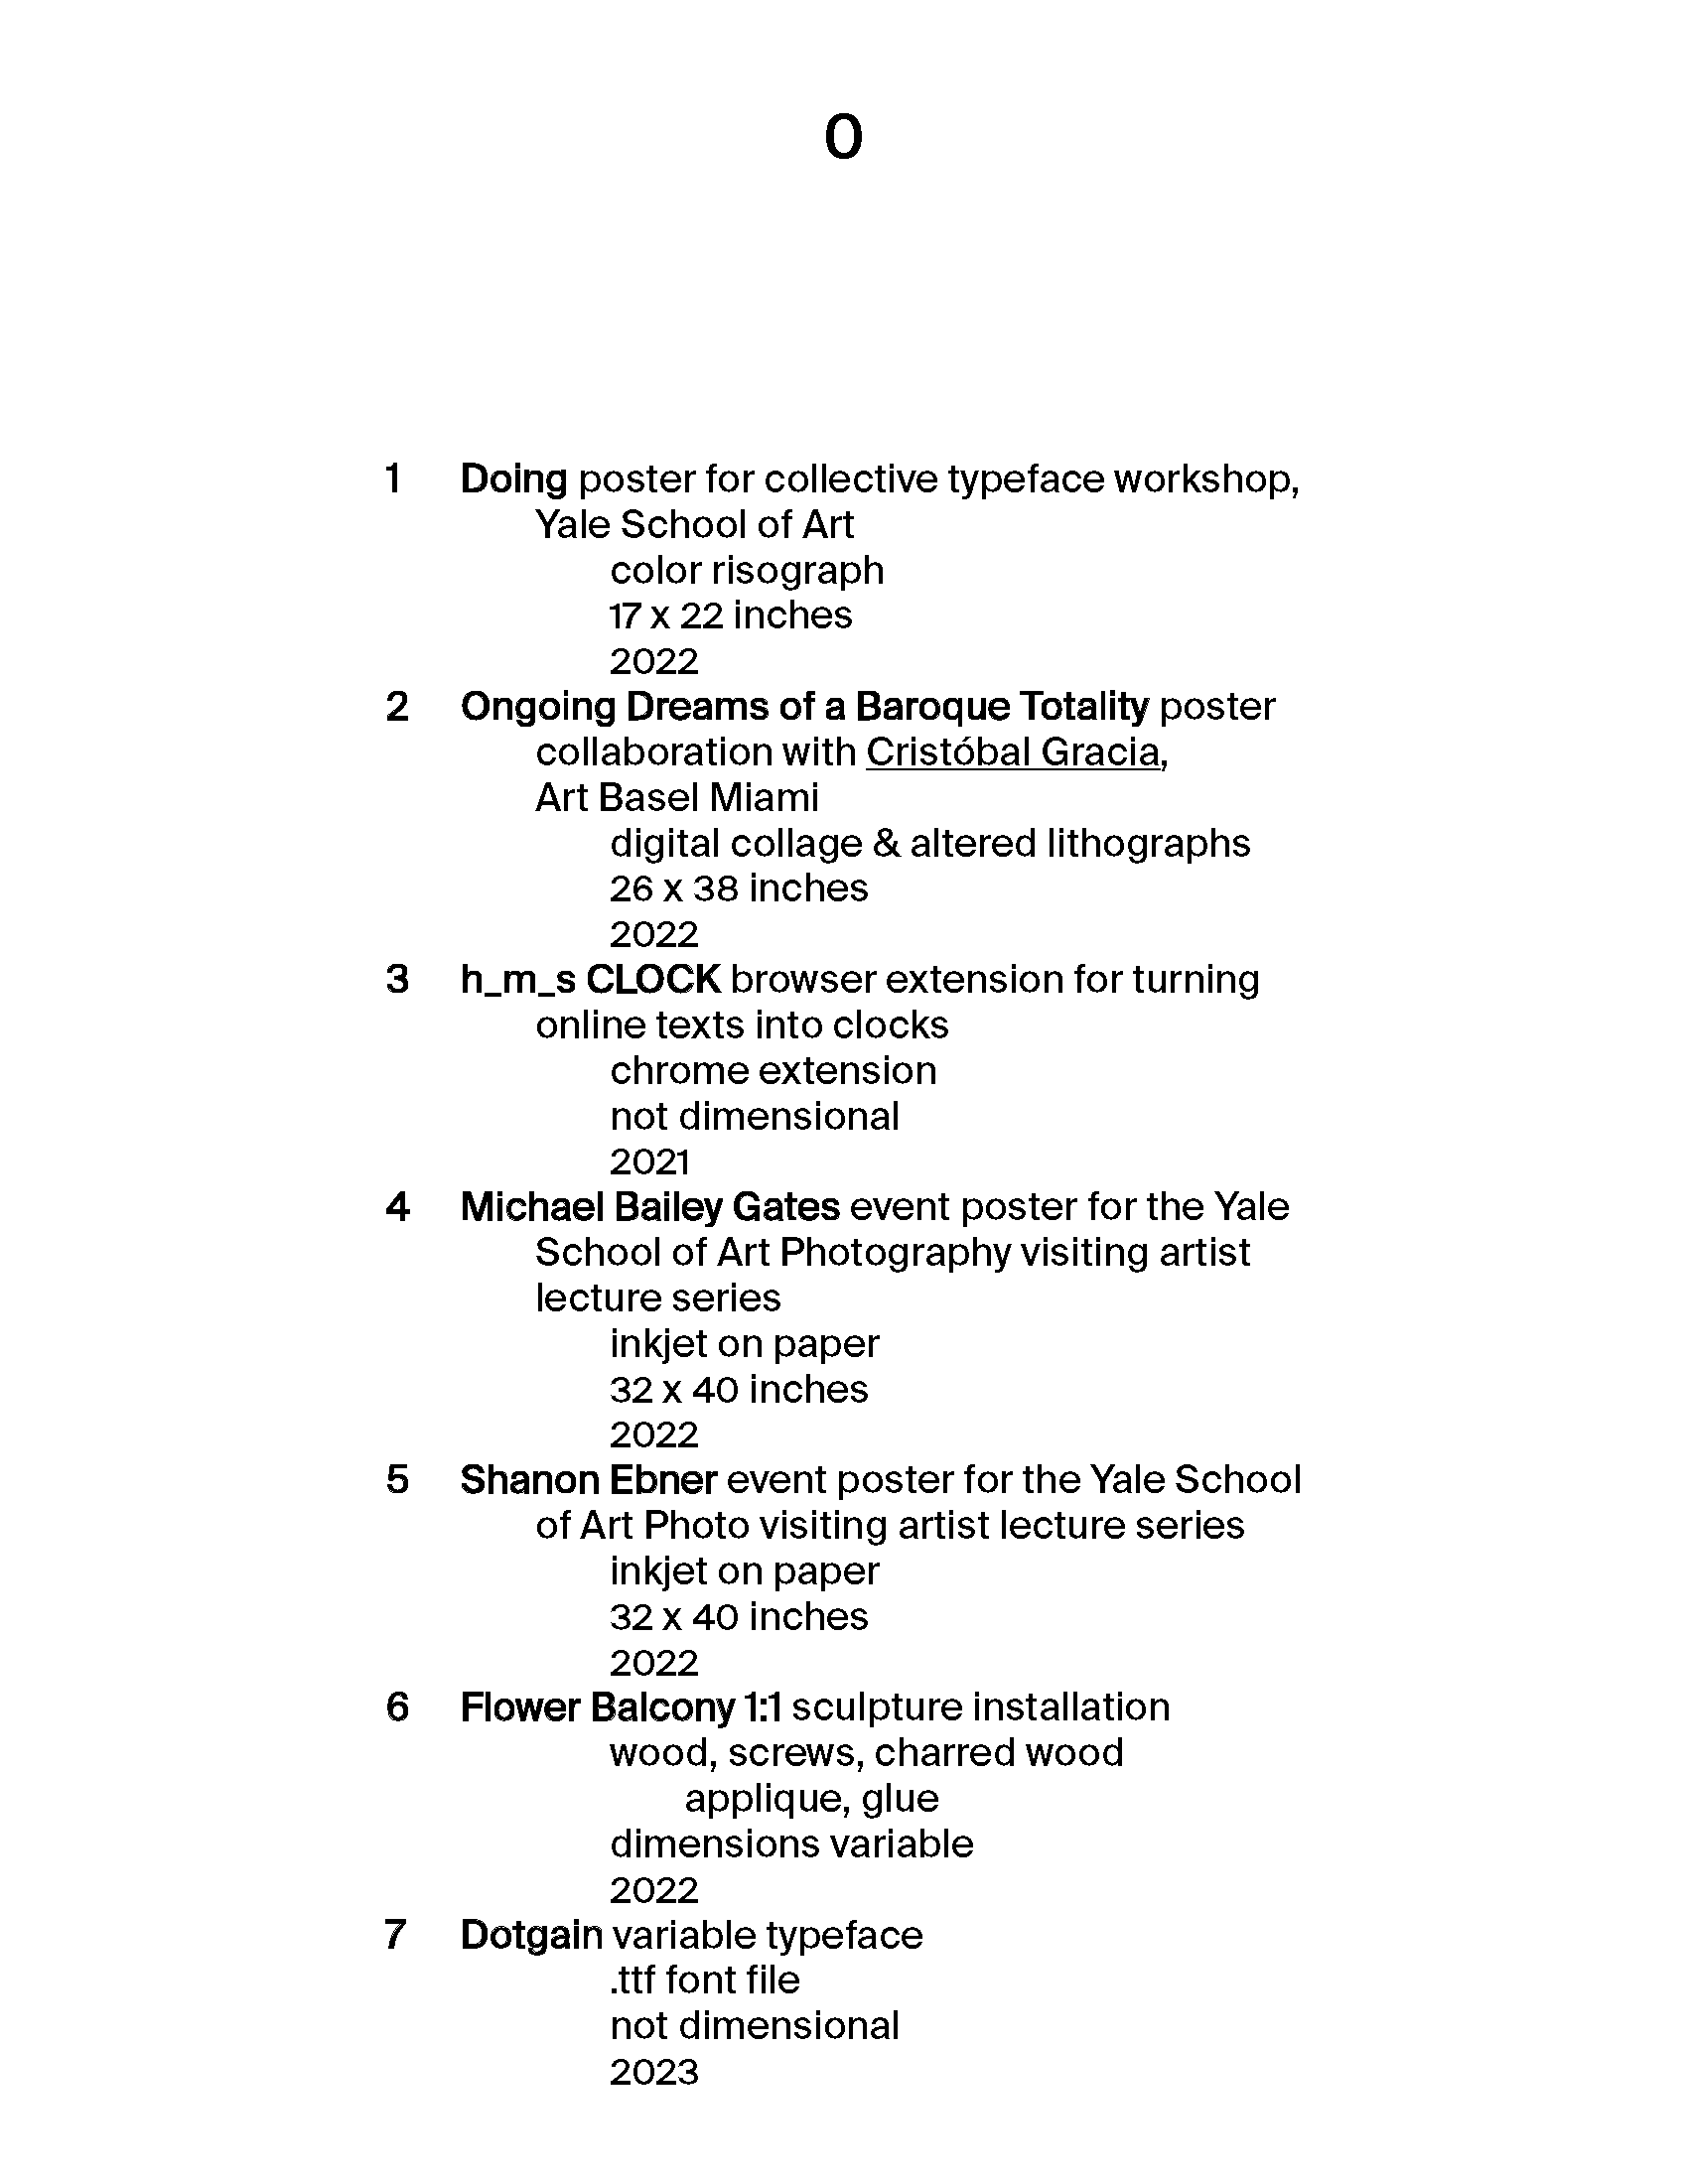 0
1 Doing poster for collective typeface workshop,
Yale School of Art
color risograph
17 x 22 inches
2022
2 Ongoing Dreams of a Baroque Totality poster
collaboration with Cristóbal Gracia,
Art Basel Miami
digital collage & altered lithographs
26 x 38 inches
2022
3 h_m_s CLOCK browser extension for turning
online texts into clocks
chrome extension
not dimensional
2021
4 Michael Bailey Gates event poster for the Yale
School of Art Photography visiting artist
lecture series
inkjet on paper
32 x 40 inches
2022
5 Shanon Ebner event poster for the Yale School
of Art Photo visiting artist lecture series
inkjet on paper
32 x 40 inches
2022
6 Flower Balcony 1:1 sculpture installation
wood, screws, charred wood
applique, glue
dimensions variable
2022
7 Dotgain variable typeface
.ttf font file
not dimensional
2023